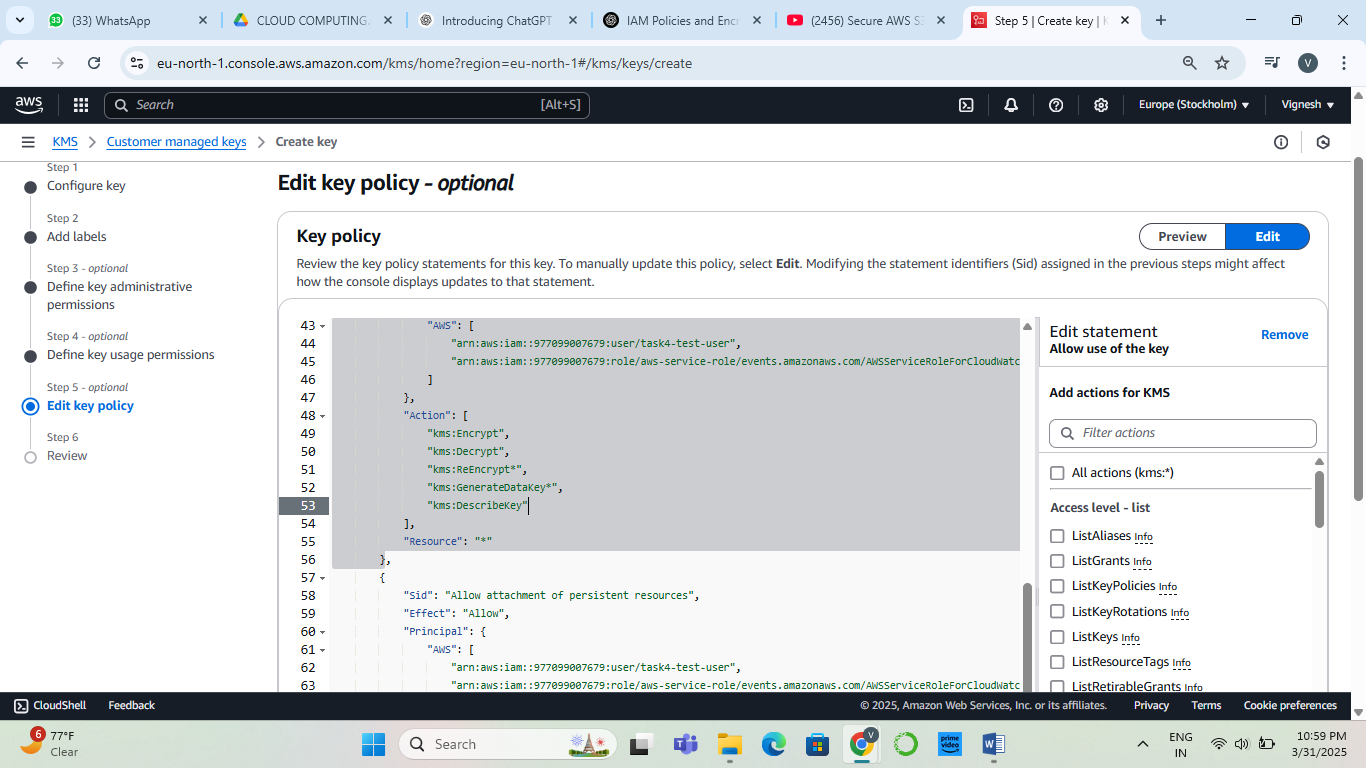 (33) WhatsApp
CLOUD COMPUTING
Introducing ChatGPT
IAM Policies and Enc
(2456) Secure AWS S
Step 5 | Create key |
eu-north-1.console.aws.amazon.com/kms/home?region=eu-north-1#/kms/keys/create
V
aws
Search
[Alt+S]
Europe (Stockholm)
Vignesh
KMS
Customer managed keys
Create key
Step 1
Configure key
Step 2
Add labels
Step 3 - optional
Define key administrative
permissions
Step 4 - optional
Define key usage permissions
Step 5 - optional
Edit key policy
Step 6
Review
Edit key policy - optional
Key policy
Preview
Edit
Review the key policy statements for this key. To manually update this policy, select Edit. Modifying the statement identifiers (Sid) assigned in the previous steps might affect
how the console displays updates to that statement.
43 "AWS": [
44 "arn:aws:iam::977099007679:user/task4-test-user",
45 "arn:aws:iam::977099007679:role/aws-service-role/events.amazonaws.com/AWSServiceRoleForCloudWatc
46 ]
47 },
48 "Action": [
49 "kms:Encrypt",
50 "kms:Decrypt",
51 "kms:ReEncrypt*",
52 "kms:GenerateDataKey*",
53 "kms:DescribeKey"
54 ],
55 "Resource": "*"
56 },
57 {
58 "Sid": "Allow attachment of persistent resources",
59 "Effect": "Allow",
60 "Principal": {
61 "AWS": [
62 "arn:aws:iam::977099007679:user/task4-test-user",
63 "arn:aws:iam::977099007679:role/aws-service-role/events.amazonaws.com/AWSServiceRoleForCloudWatc
Edit statement
Remove
Allow use of the key
Add actions for KMS
Filter actions
All actions (kms:*)
Access level - list
ListAliases Info
ListGrants Info
ListKeyPolicies Info
ListKeyRotations Info
ListKeys Info
ListResourceTags Info
ListRetirableGrants Info
CloudShell
Feedback
© 2025, Amazon Web Services, Inc. or its affiliates.
Privacy
Terms
Cookie preferences
6
77°F
Clear
Search
prime
video
V
ENG
IN
10:59 PM
3/31/2025